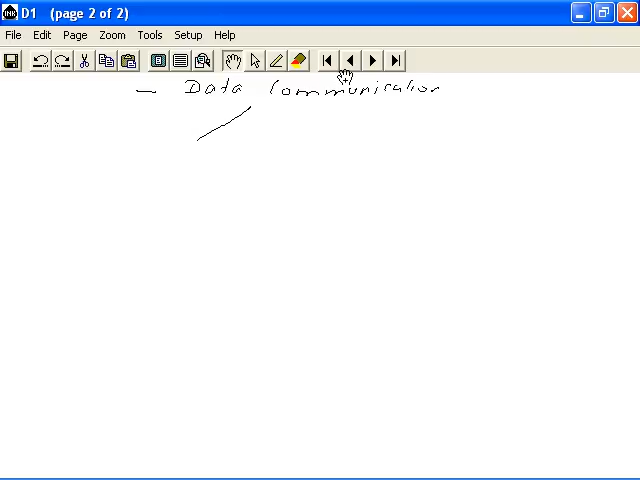 D1 (page 2 of 2)
File Edit Page Zoom Tools Setup Help
- Data Communication